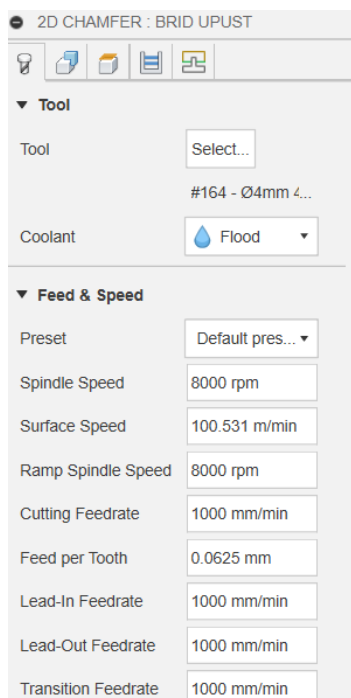 2D CHAMFER : BRID UPUST
Tool
Tool Select...
#164 - Ø4mm 4...
Coolant Flood
Feed & Speed
Preset Default pres...
Spindle Speed 8000 rpm
Surface Speed 100.531 m/min
Ramp Spindle Speed 8000 rpm
Cutting Feedrate 1000 mm/min
Feed per Tooth 0.0625 mm
Lead-In Feedrate 1000 mm/min
Lead-Out Feedrate 1000 mm/min
Transition Feedrate 1000 mm/min